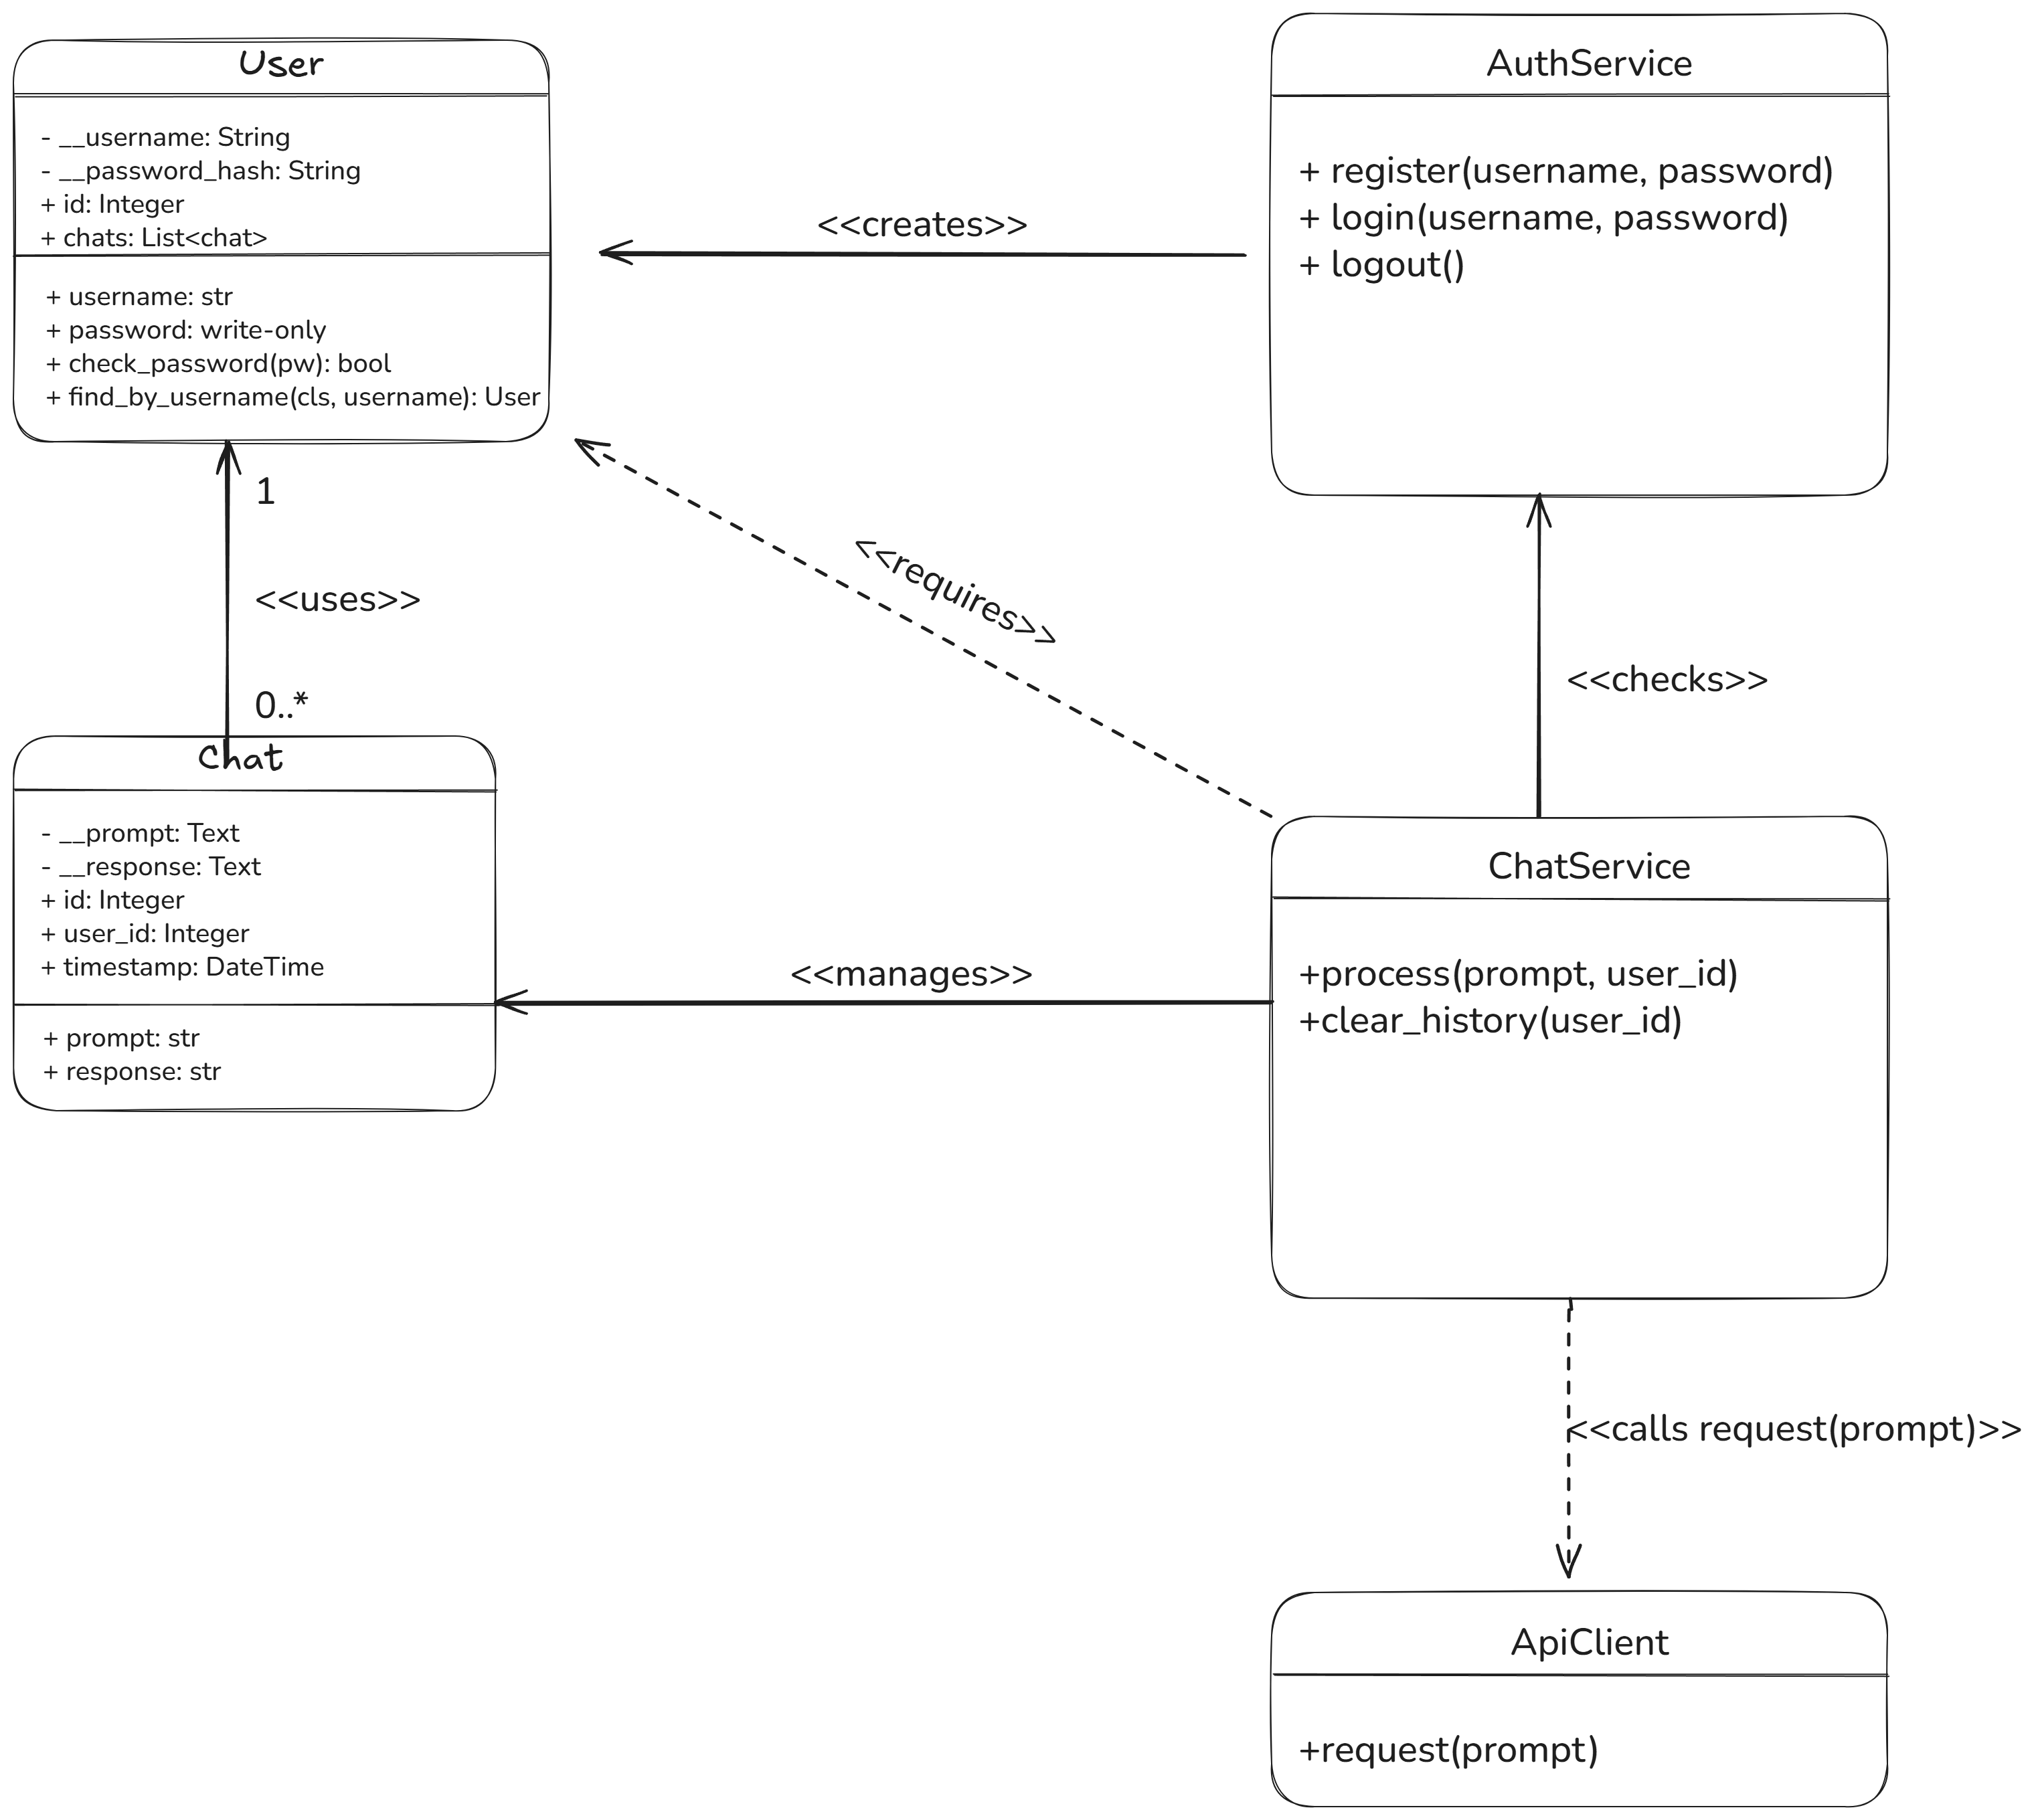 User
- __username: String
- __password_hash: String
+ id: Integer
+ chats: List<chat>
+ username: str
+ password: write-only
+ check_password(pw): bool
+ find_by_username(cls, username): User
<<creates>>
AuthService
+ register(username, password)
+ login(username, password)
+ logout()
1
<<uses>>
0..*
<<requires>>
<<checks>>
Chat
- __prompt: Text
- __response: Text
+ id: Integer
+ user_id: Integer
+ timestamp: DateTime
+ prompt: str
+ response: str
<<manages>>
ChatService
+process(prompt, user_id)
+clear_history(user_id)
<<calls request(prompt)>>
ApiClient
+request(prompt)